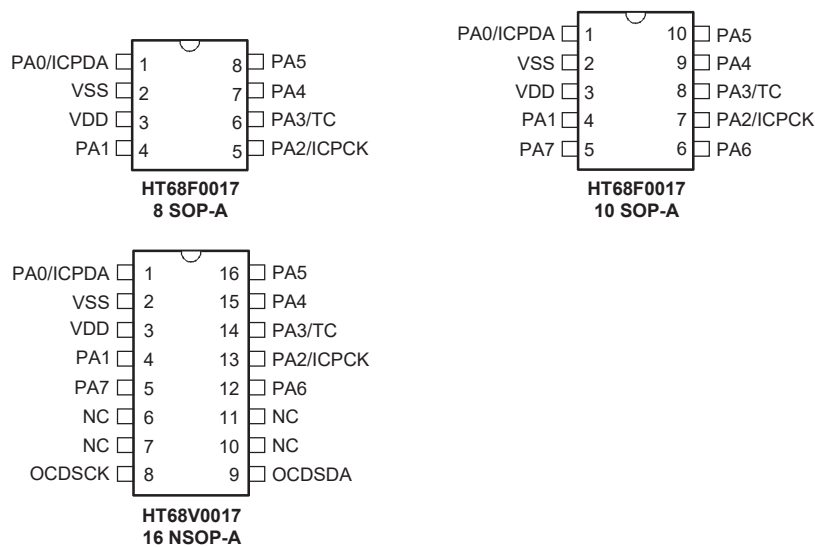 PA0/ICPDA 1 8 PA5
VSS 2 7 PA4
VDD 3 6 PA3/TC
PA1 4 5 PA2/ICPCK
HT68F0017
8 SOP-A
PA0/ICPDA 1 10 PA5
VSS 2 9 PA4
VDD 3 8 PA3/TC
PA1 4 7 PA2/ICPCK
PA7 5 6 PA6
HT68F0017
10 SOP-A
PA0/ICPDA 1 16 PA5
VSS 2 15 PA4
VDD 3 14 PA3/TC
PA1 4 13 PA2/ICPCK
PA7 5 12 PA6
NC 6 11 NC
NC 7 10 NC
OCDSCK 8 9 OCDSDA
HT68V0017
16 NSOP-A